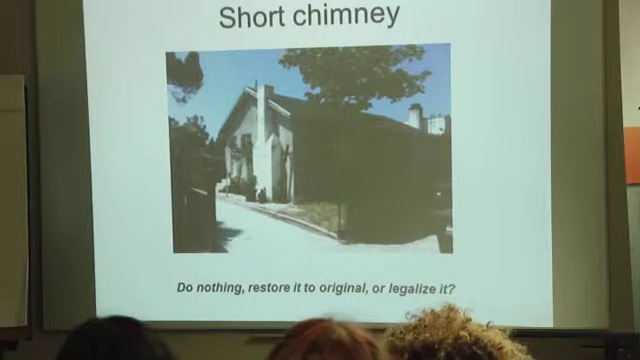 Short chimney
Do nothing, restore it to original, or legalize it?